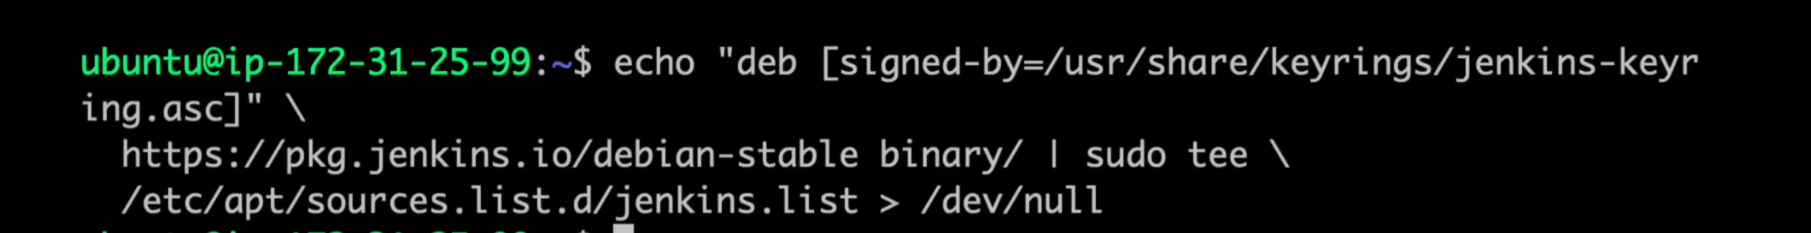 ubuntu@ip-172-31-25-99:~$ echo "deb [signed-by=/usr/share/keyrings/jenkins-keyr
ing.asc]" \
https://pkg.jenkins.io/debian-stable binary/ | sudo tee \
/etc/apt/sources.list.d/jenkins.list > /dev/null